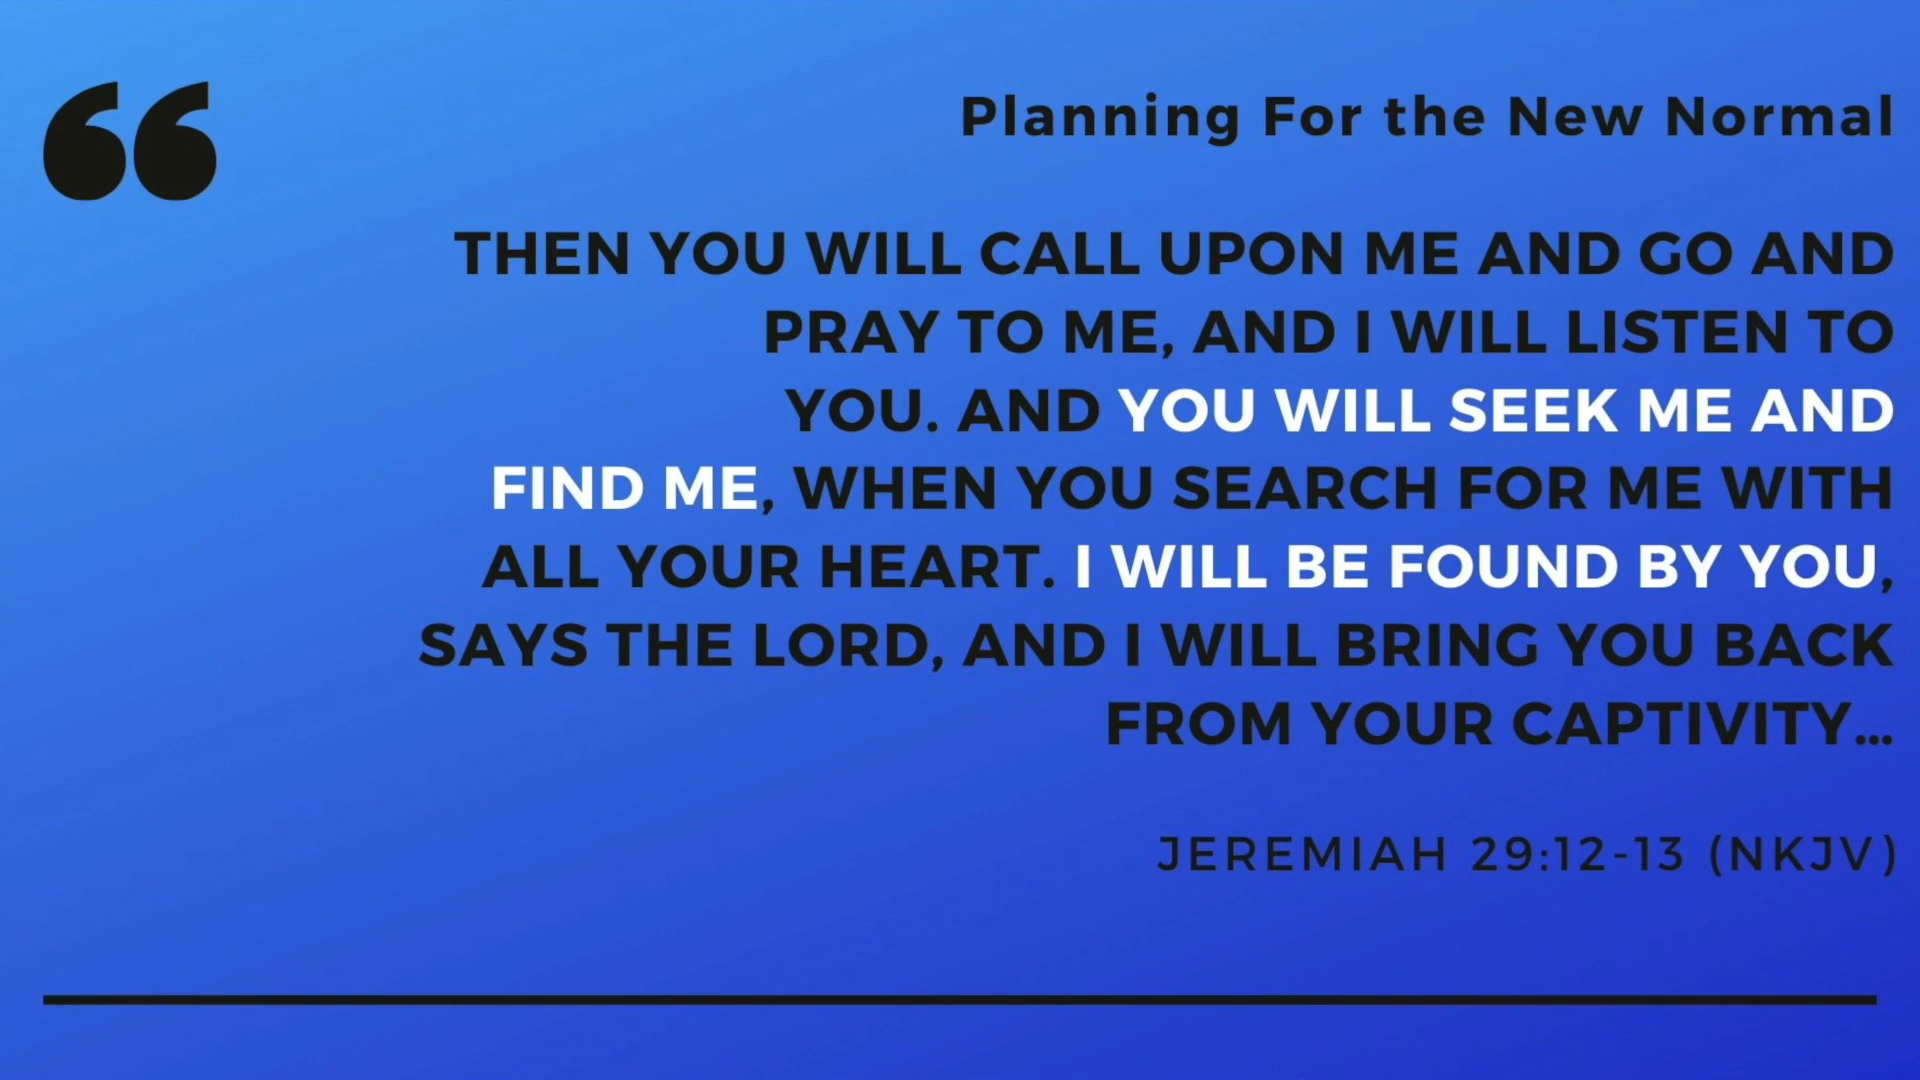 “
Planning For the New Normal
THEN YOU WILL CALL UPON ME AND GO AND
PRAY TO ME, AND I WILL LISTEN TO
YOU. AND YOU WILL SEEK ME AND
FIND ME, WHEN YOU SEARCH FOR ME WITH
ALL YOUR HEART. I WILL BE FOUND BY YOU,
SAYS THE LORD, AND I WILL BRING YOU BACK
FROM YOUR CAPTIVITY...
JEREMIAH 29:12-13 (NKJV)